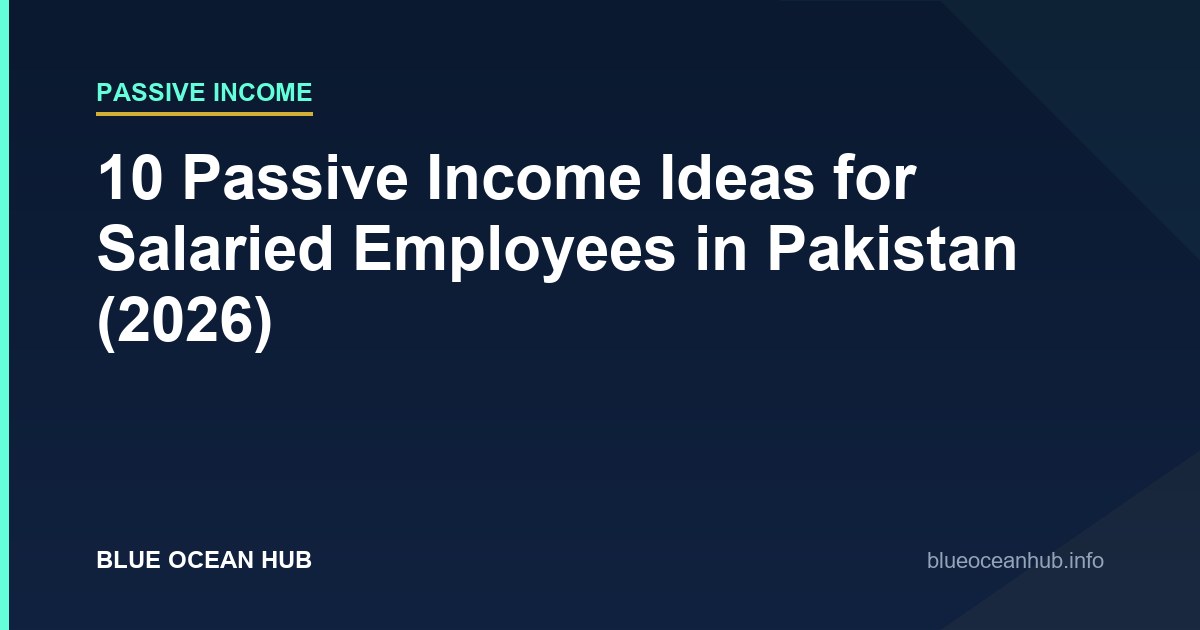 PASSIVE INCOME
10 Passive Income Ideas for
Salaried Employees in Pakistan
(2026)
BLUE OCEAN HUB
blueoceanhub.info